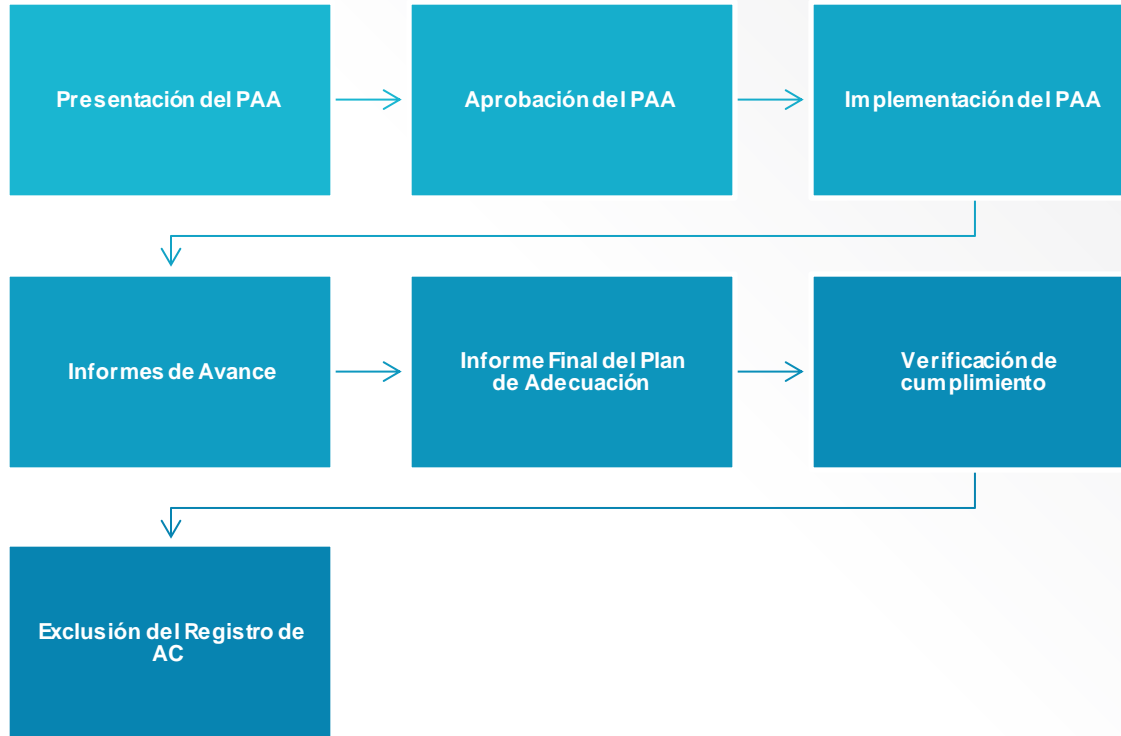 Presentación del PAA
Aprobación del PAA
Implementación del PAA
Informes de Avance
Informe Final del Plan
de Adecuación
Verificación de
cumplimiento
Exclusión del Registro de
AC